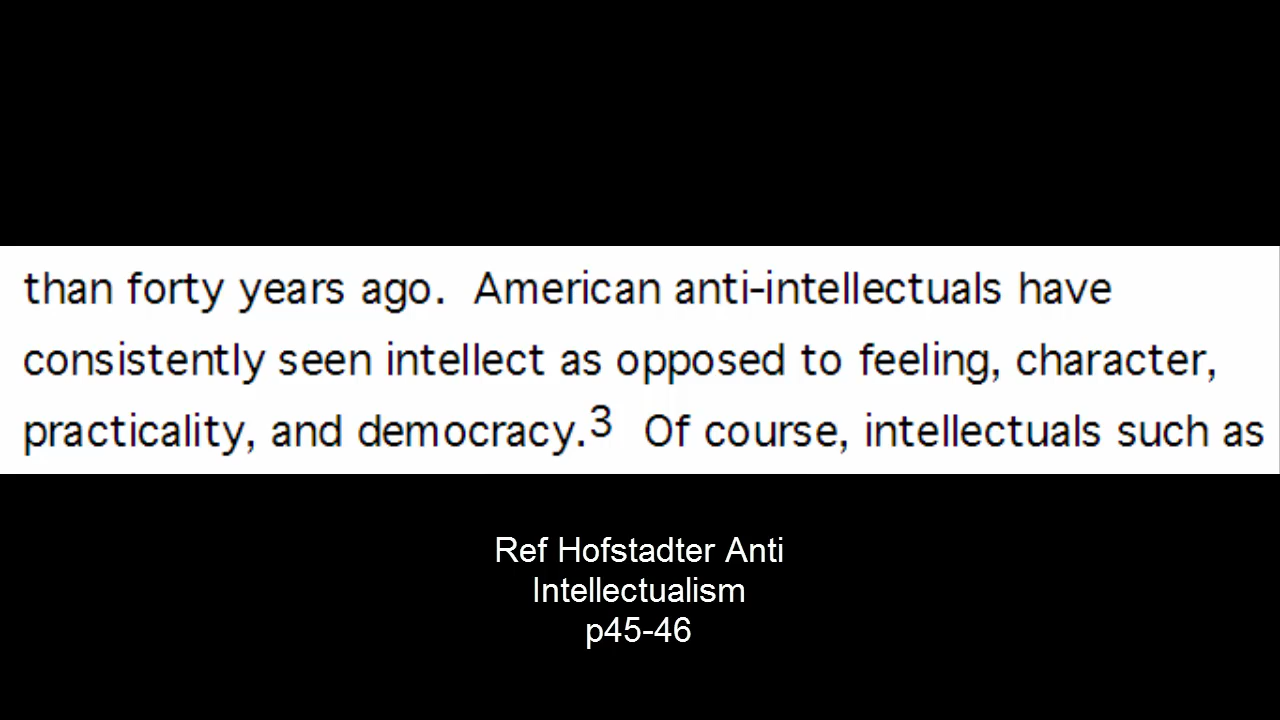 than forty years ago.  American anti-intellectuals have
consistently seen intellect as opposed to feeling, character,
practicality, and democracy.3  Of course, intellectuals such as
Ref Hofstadter Anti
Intellectualism
p45-46